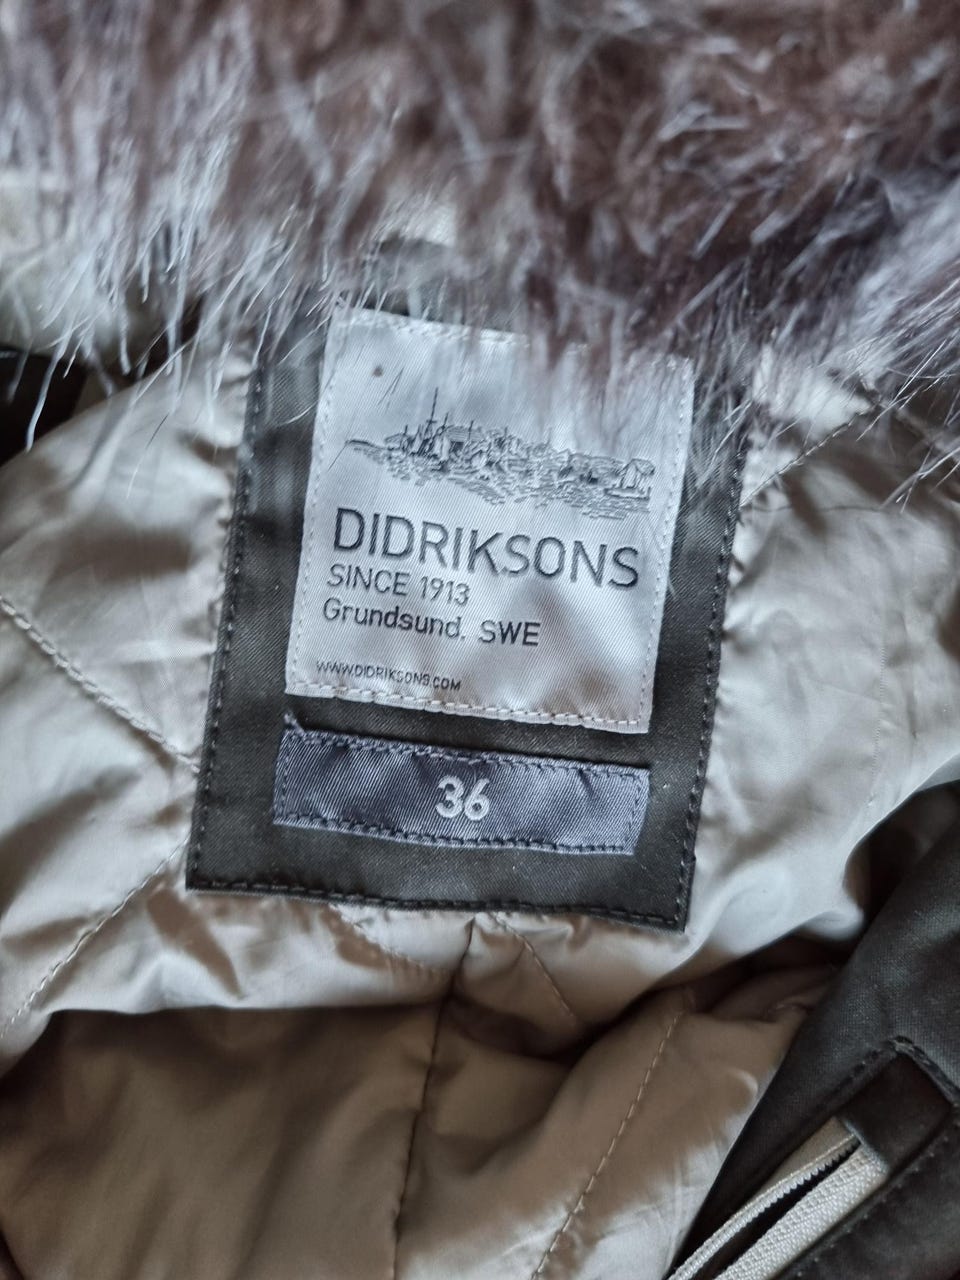 DIDRIKSONS
SINCE 1913
Grundsund. SWE
WWW.DIDRIKSONS.COM
36